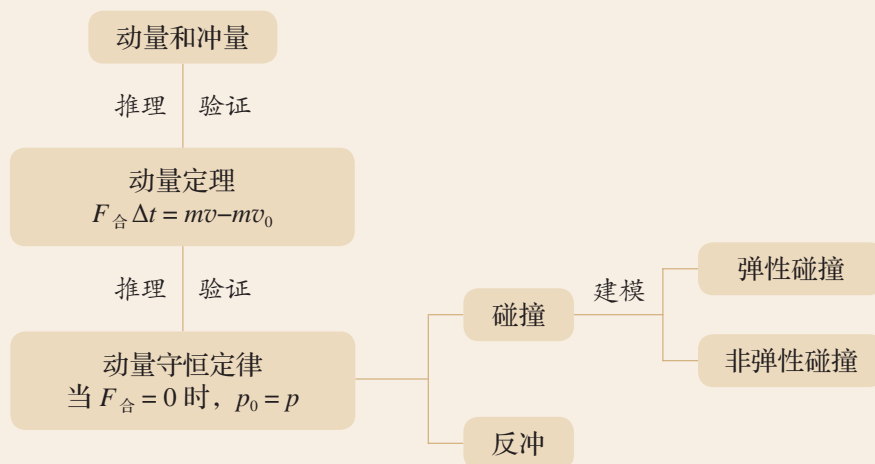 动量和冲量
推理 验证
动量定理
F合Δt = mv–mv₀
推理 验证
动量守恒定律
当 F合 = 0 时，p₀ = p
碰撞
建模
弹性碰撞
非弹性碰撞
反冲